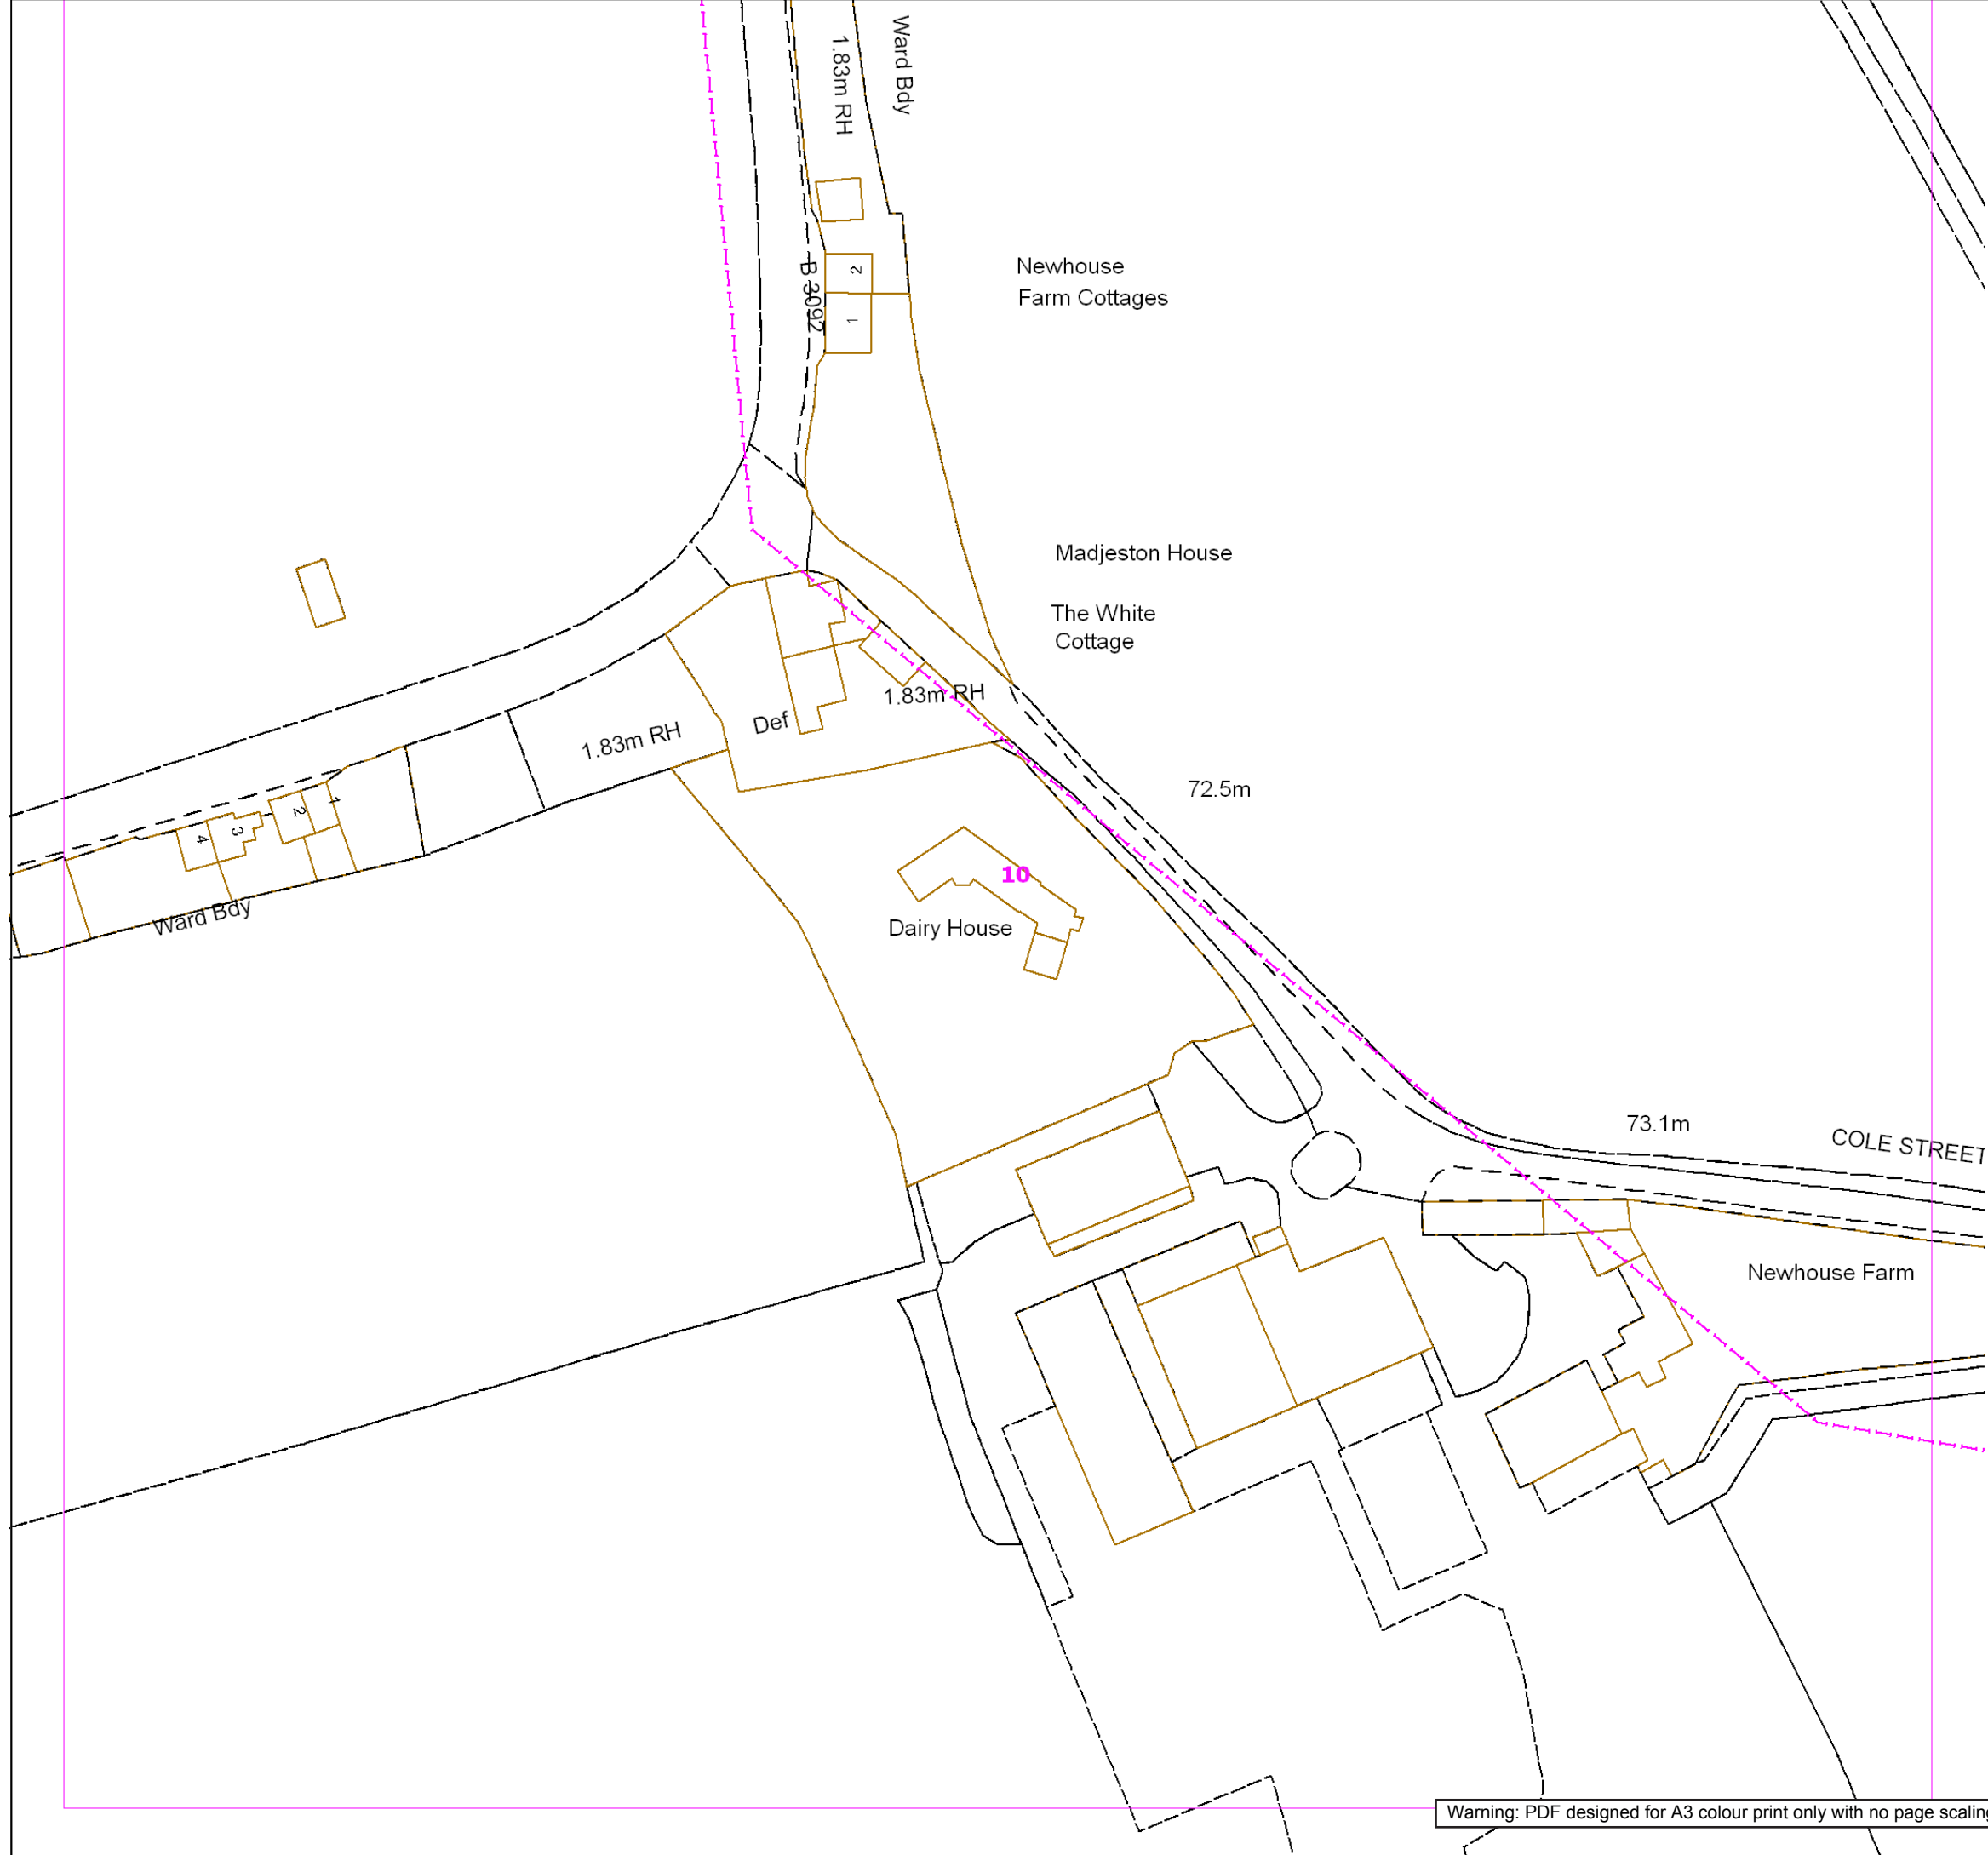 Ward Bdy
1.83m RH
Newhouse
Farm Cottages
2
B 3092
1
Madjeston House
The White
Cottage
1.83m RH
Def
1.83m RH
72.5m
1
2
3
4
10
Ward Bdy
Dairy House
73.1m
COLE STREET
Newhouse Farm
Warning: PDF designed for A3 colour print only with no page scaling